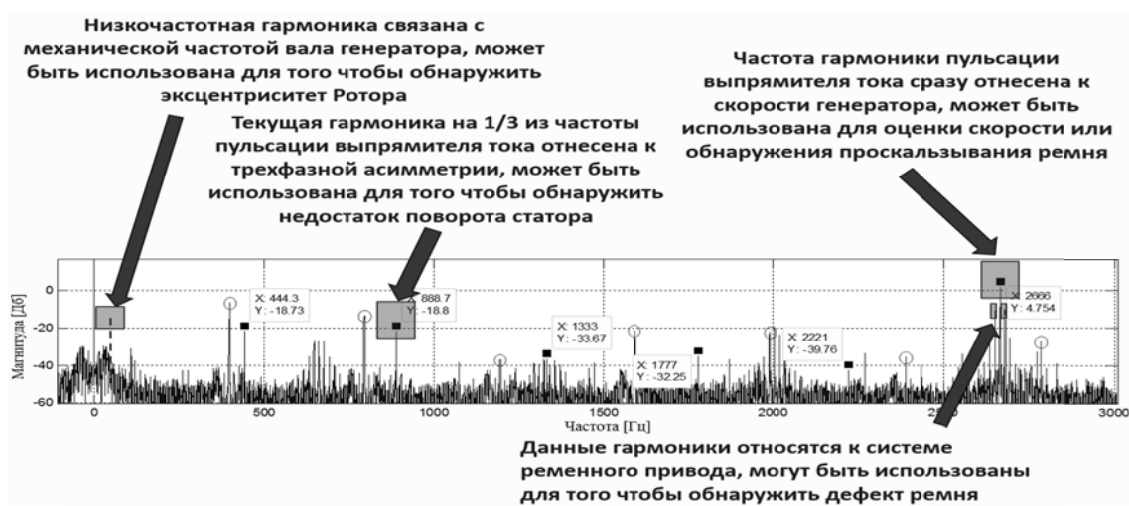 Низкочастотная гармоника связана с
механической частотой вала генератора, может
быть использована для того чтобы обнаружить
эксцентриситет Ротора
Текущая гармоника на 1/3 из частоты
пульсации выпрямителя тока отнесена к
трехфазной асимметрии, может быть
использована для того чтобы обнаружить
недостаток поворота статора
Частота гармоники пульсации
выпрямителя тока сразу отнесена к
скорости генератора, может быть
использована для оценки скорости или
обнаружения проскальзывания ремня
Магнитуда [Дб]
0
-20
-40
-60
X: 444.3
Y: -18.73
X: 888.7
Y: -18.8
X: 1333
Y: -33.67
X: 1777
Y: -32.25
X: 2221
Y: -39.76
X: 2666
Y: 4.754
0
500
1000
1500
2000
3000
Частота [Гц]
Данные гармоники относятся к системе
ременного привода, могут быть использованы
для того чтобы обнаружить дефект ремня